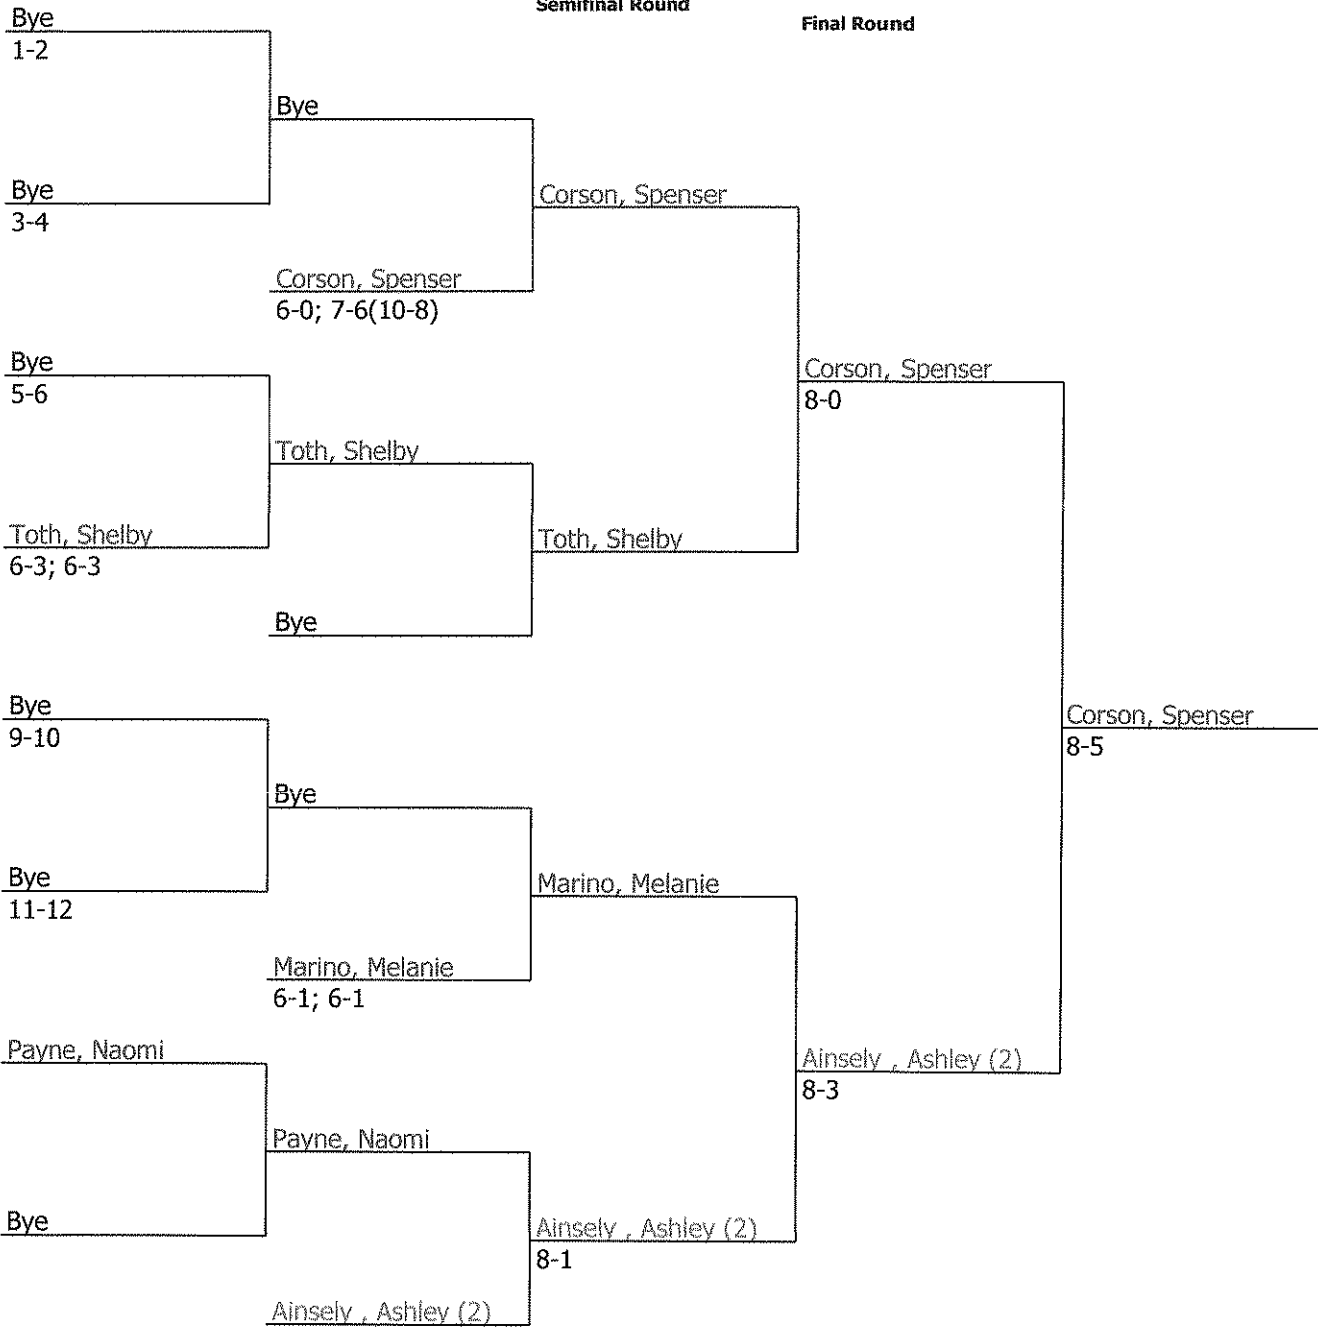 Semifinal Round
Final Round
Bye
1-2
Bye
Bye
3-4
Corson, Spenser
Corson, Spenser
6-0; 7-6(10-8)
Bye
5-6
Corson, Spenser
8-0
Toth, Shelby
Toth, Shelby
6-3; 6-3
Toth, Shelby
Bye
Bye
9-10
Corson, Spenser
8-5
Bye
Bye
11-12
Marino, Melanie
Marino, Melanie
6-1; 6-1
Payne, Naomi
Ainsely , Ashley (2)
8-3
Payne, Naomi
Bye
Ainsely , Ashley (2)
8-1
Ainsely , Ashley (2)